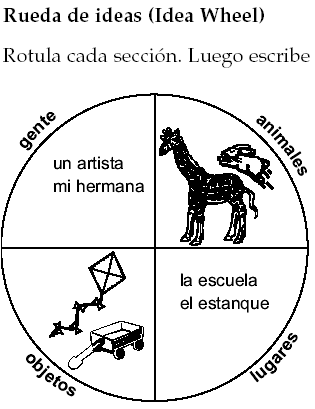 Rueda de ideas (Idea Wheel)
Rotula cada sección. Luego escribe
gente
animales
un artista
mi hermana
la escuela
el estanque
objetos
lugares